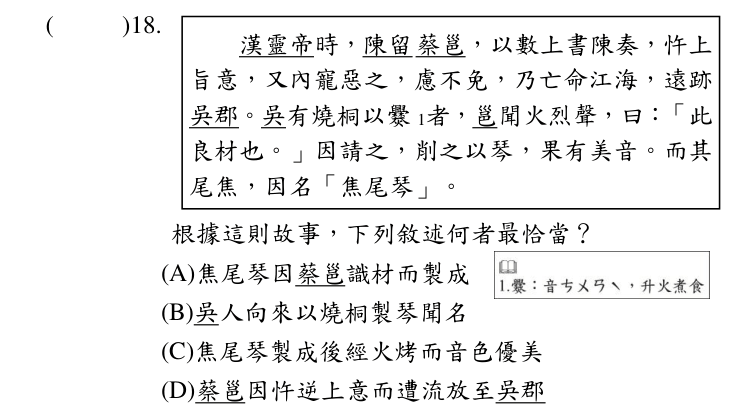 (　　)18.
漢靈帝時，陳留蔡邕，以數上書陳奏，忤上
旨意，又內寵惡之，慮不免，乃亡命江海，遠跡
吳郡。吳有燒桐以爨1者，邕聞火烈聲，曰：「此
良材也。」因請之，削之以琴，果有美音。而其
尾焦，因名「焦尾琴」。
根據這則故事，下列敘述何者最恰當？
(A)焦尾琴因蔡邕識材而製成
(B)吳人向來以燒桐製琴聞名
(C)焦尾琴製成後經火烤而音色優美
(D)蔡邕因忤逆上意而遭流放至吳郡
1.爨：音ㄘㄨㄢˋ，升火煮食